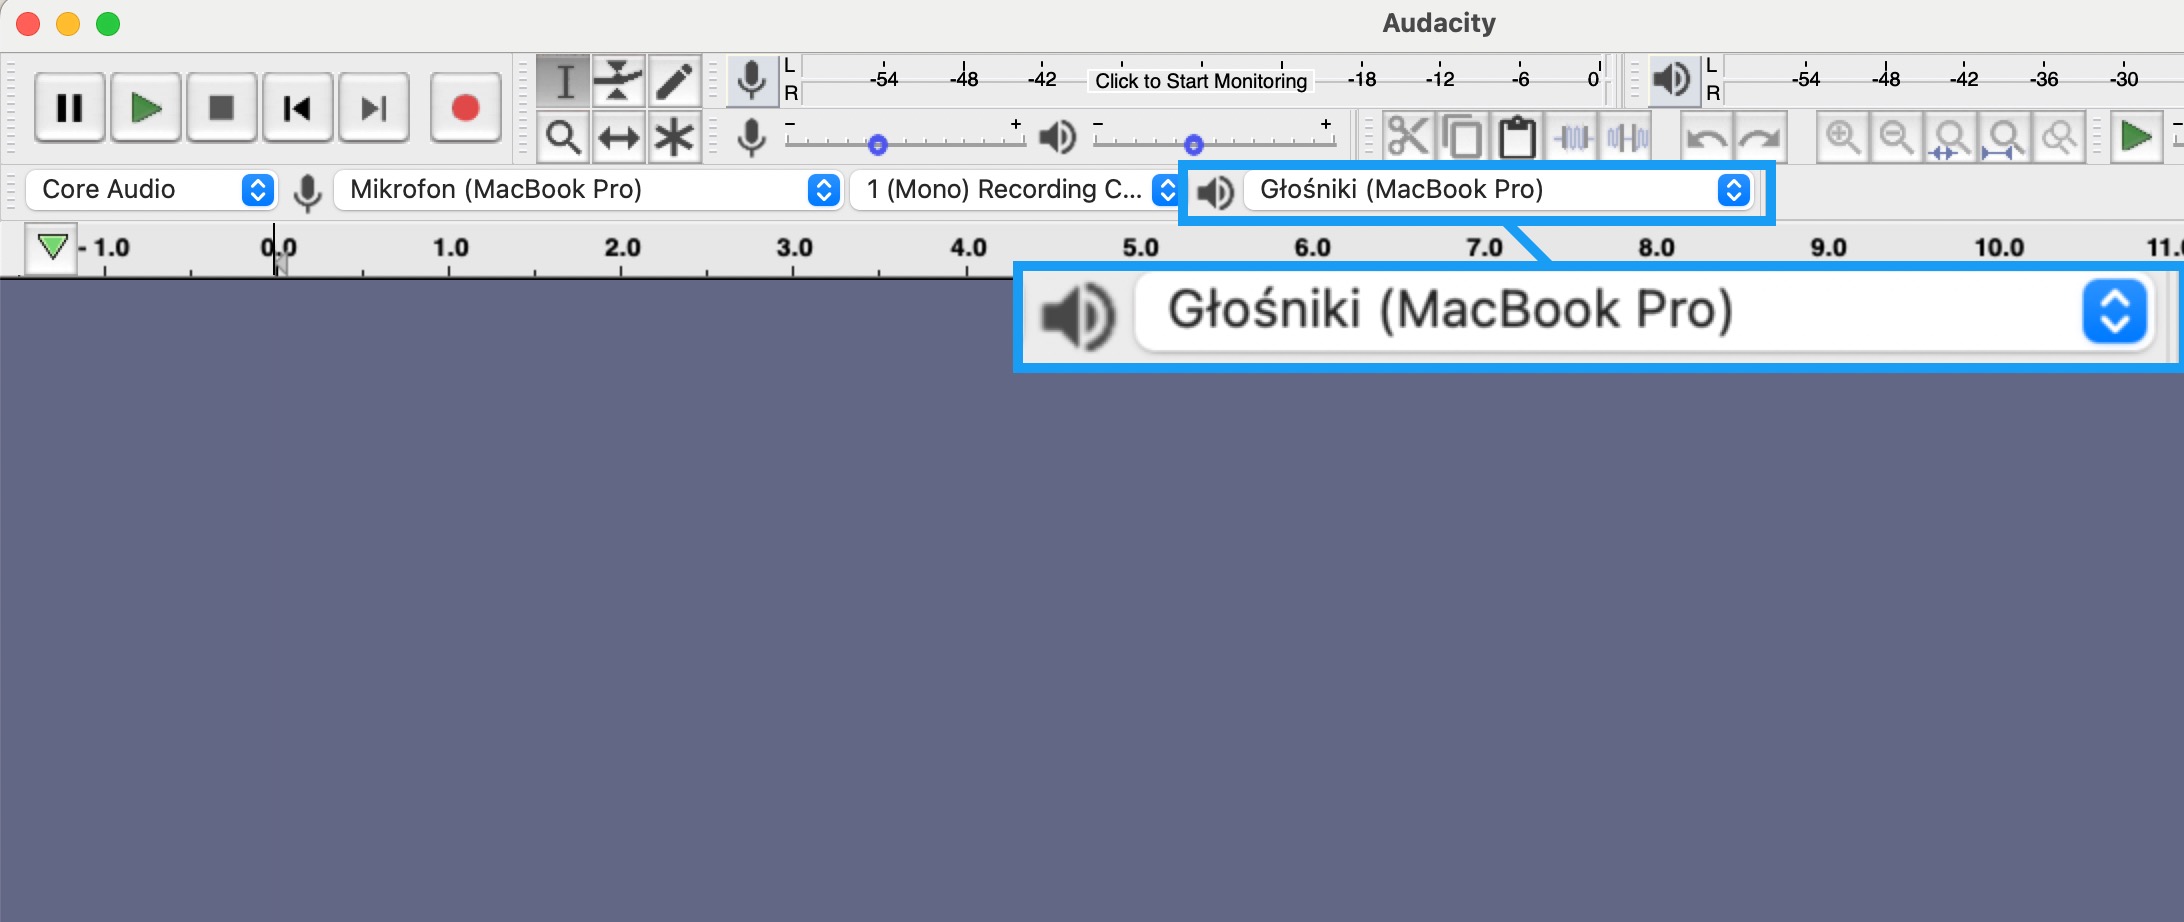 Audacity
L -54 -48 -42 Click to Start Monitoring -18 -12 -6 0 L -54 -48 -42 -36 -30
R R
- + - + -
Core Audio Mikrofon (MacBook Pro) 1 (Mono) Recording C... Głośniki (MacBook Pro)
- 1.0 0.0 1.0 2.0 3.0 4.0 5.0 6.0 7.0 8.0 9.0 10.0 11.0
Głośniki (MacBook Pro)